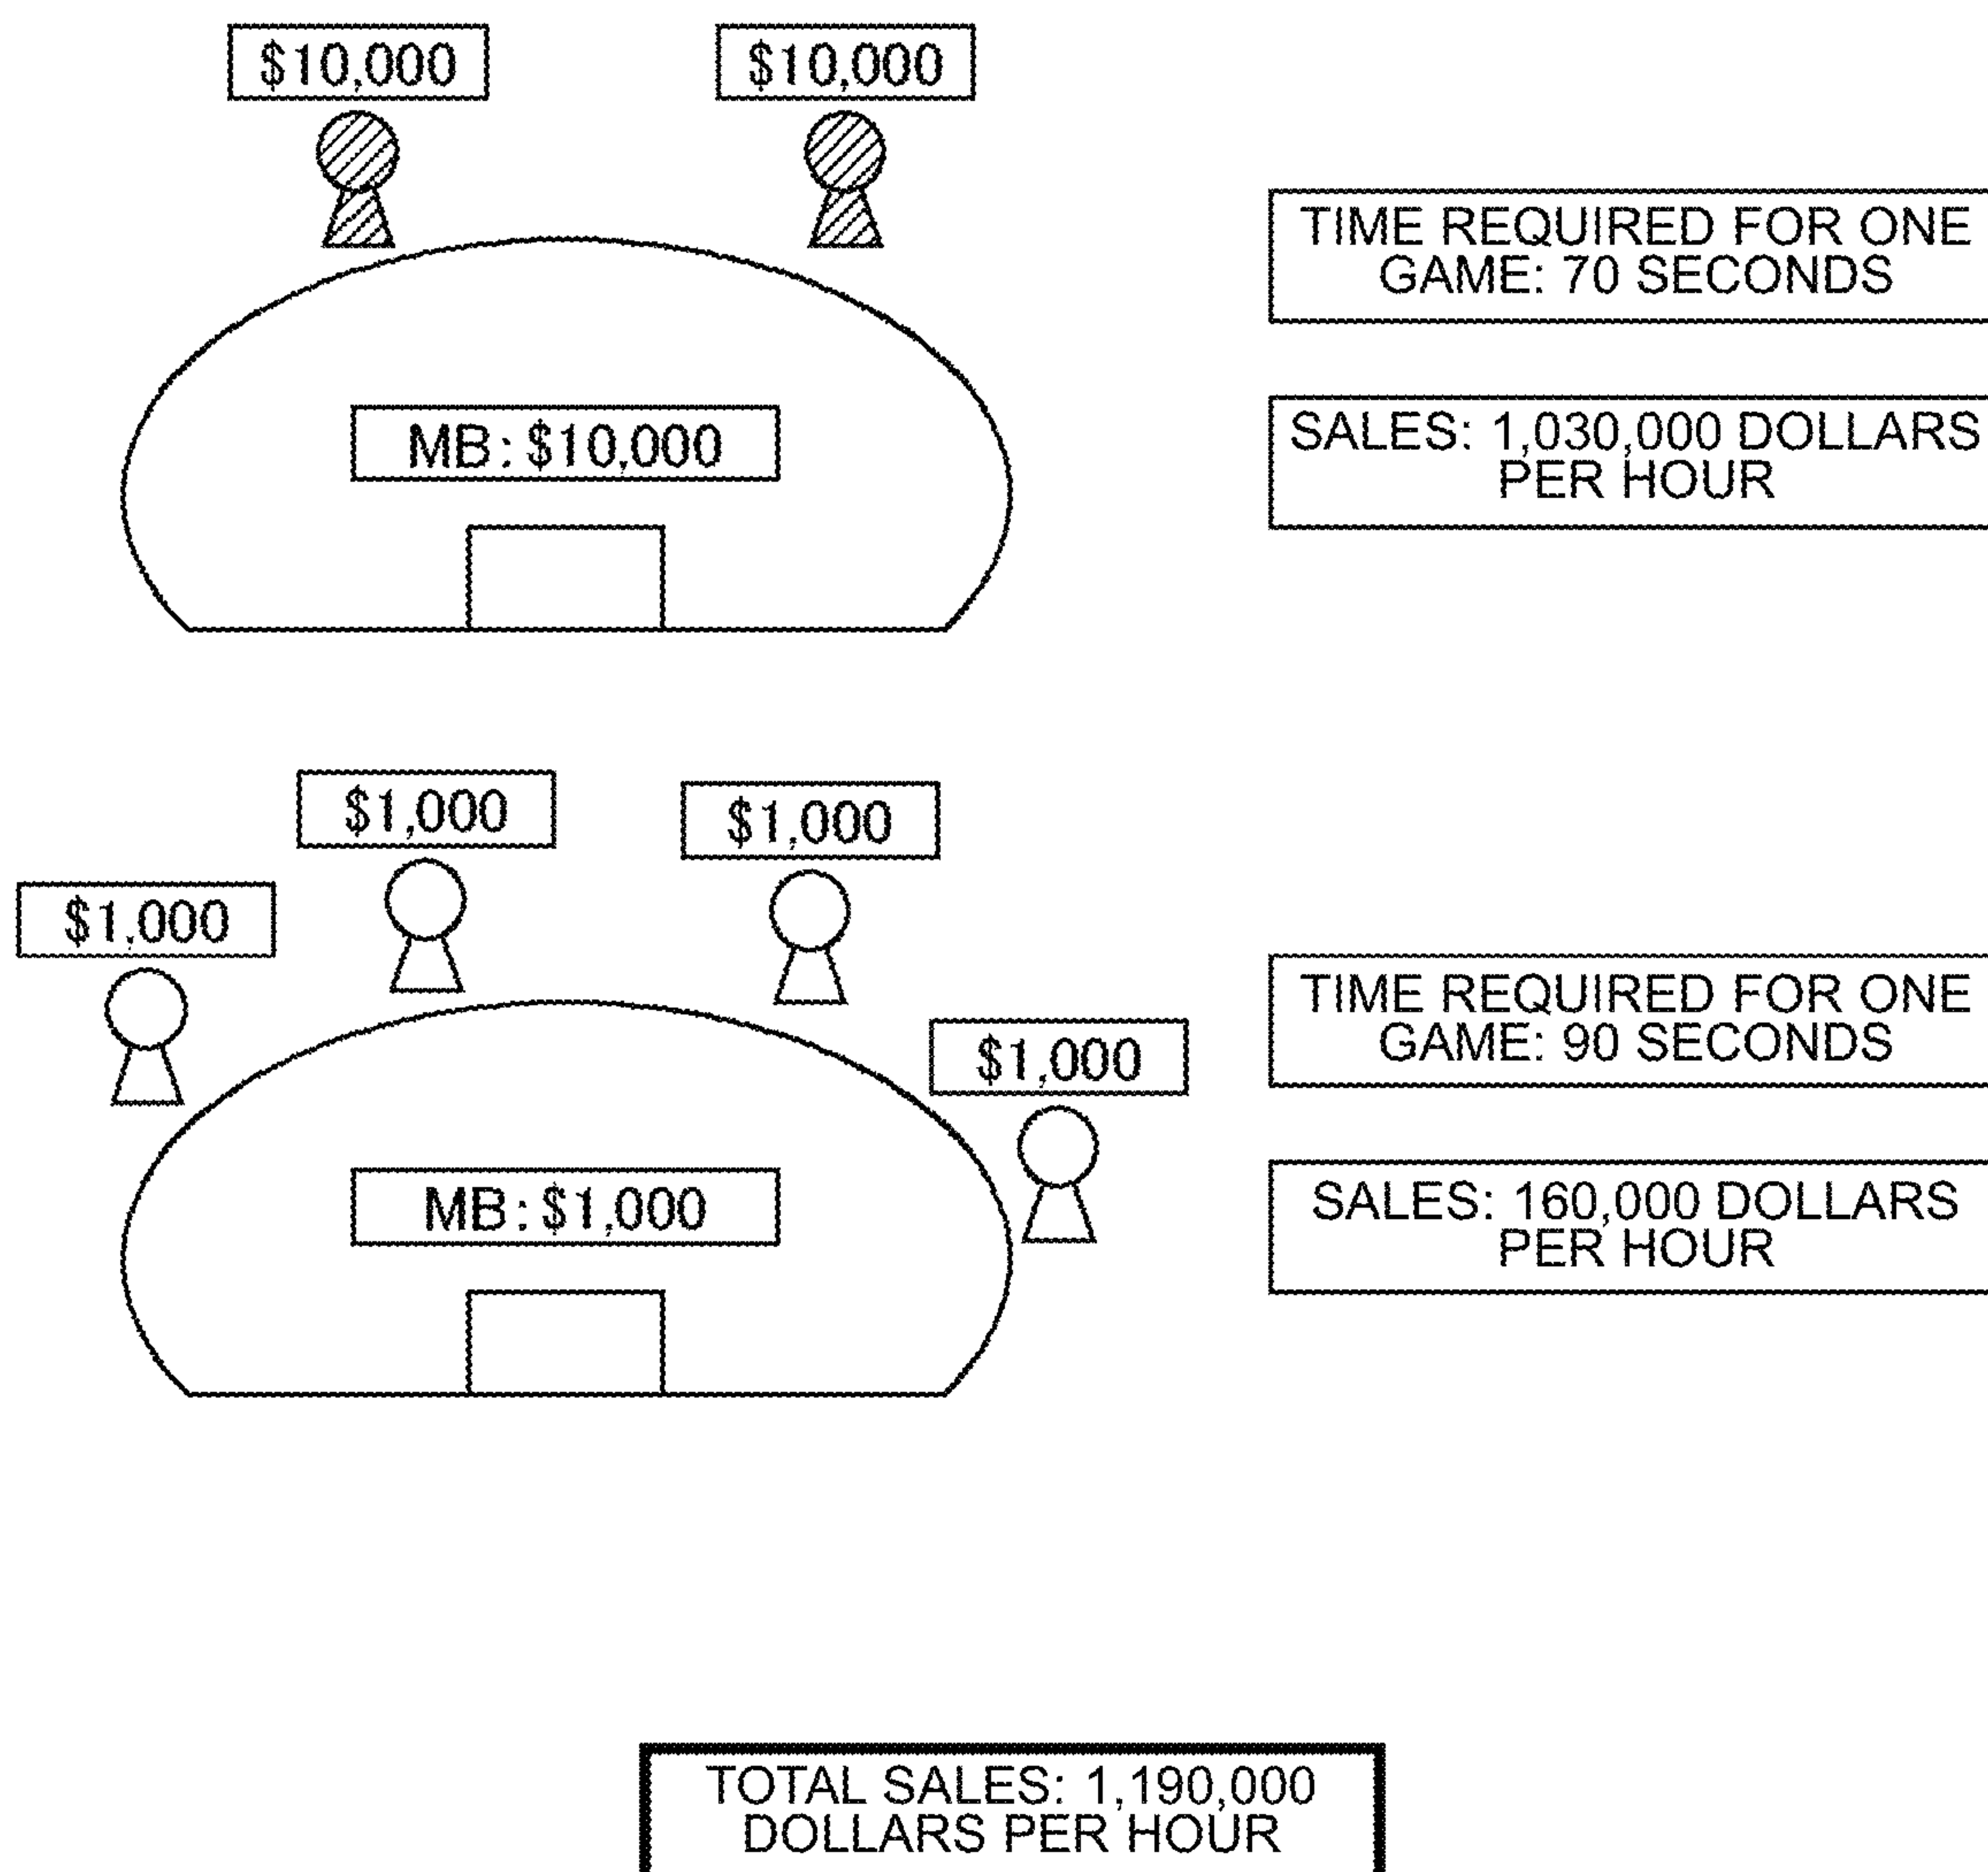 $10,000
$10,000
TIME REQUIRED FOR ONE
GAME: 70 SECONDS
MB:$10,000
SALES: 1,030,000 DOLLARS
PER HOUR
$1,000
$1,000
$1,000
$1,000
TIME REQUIRED FOR ONE
GAME: 90 SECONDS
MB:$1,000
SALES: 160,000 DOLLARS
PER HOUR
TOTAL SALES: 1,190,000
DOLLARS PER HOUR